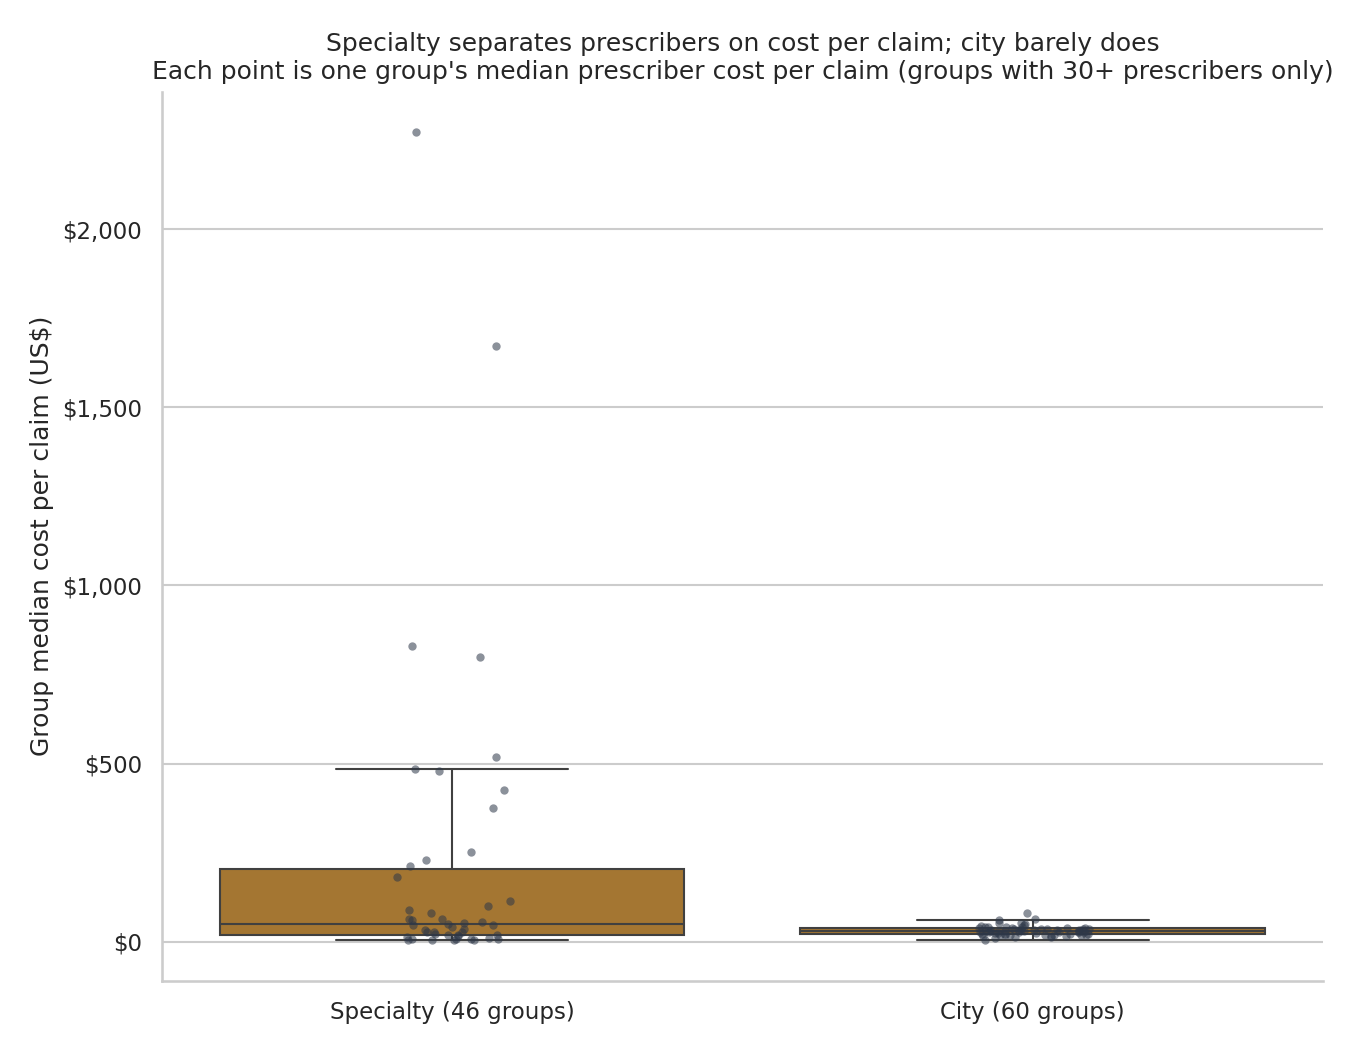 Specialty separates prescribers on cost per claim; city barely does
Each point is one group's median prescriber cost per claim (groups with 30+ prescribers only)
Group median cost per claim (US$)
$2,000
$1,500
$1,000
$500
$0
Specialty (46 groups)
City (60 groups)